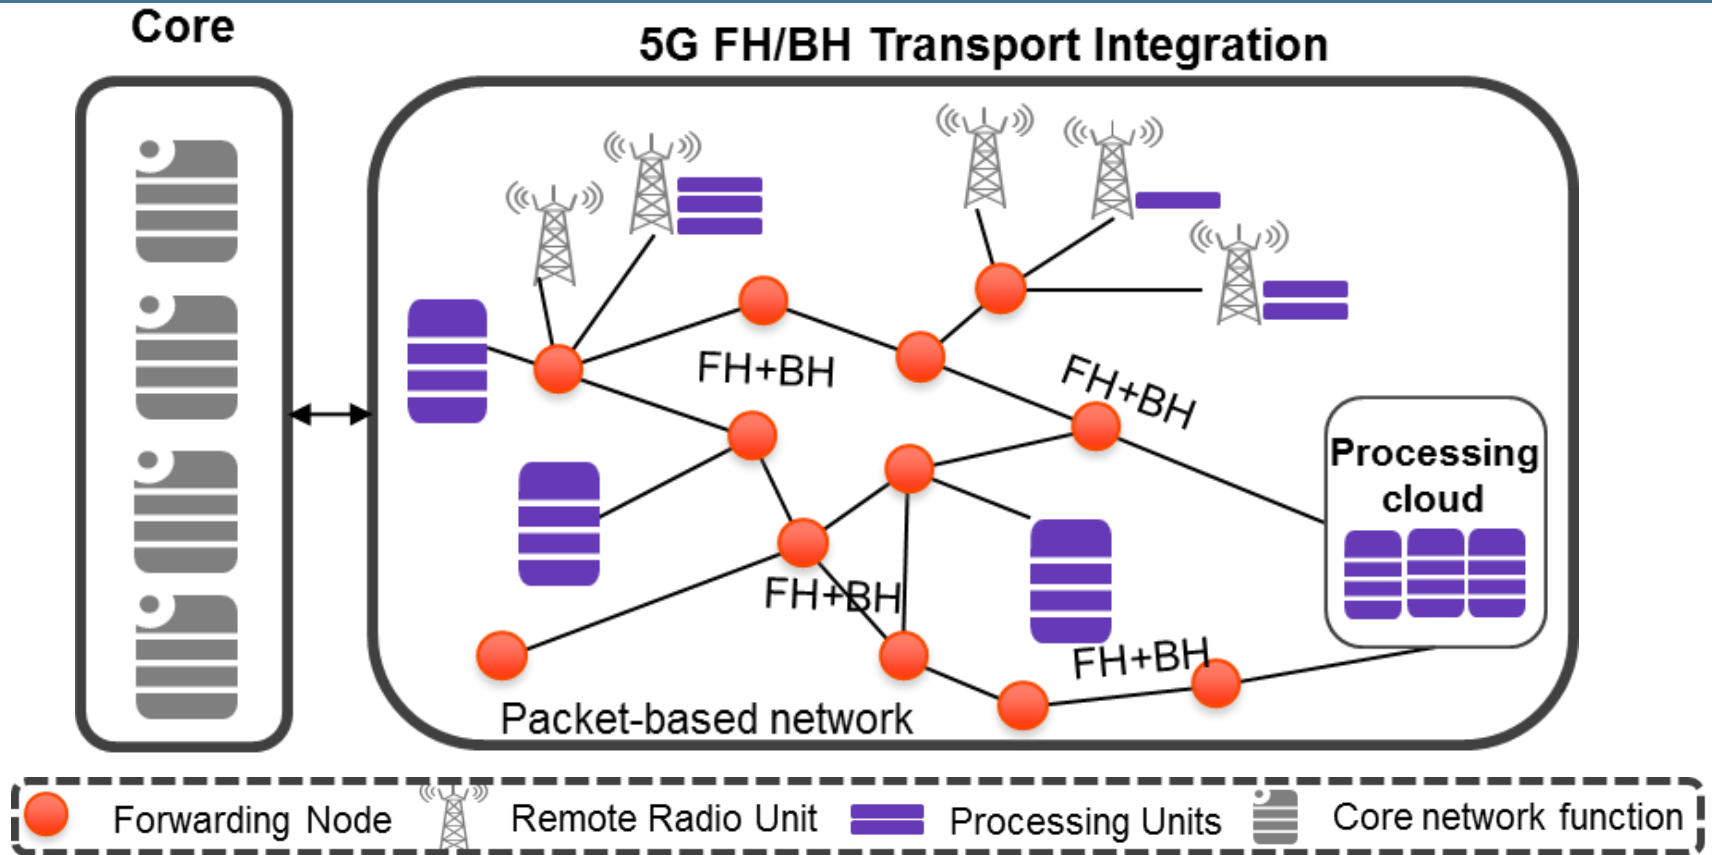 Core
5G FH/BH Transport Integration
FH+BH
FH+BH
Processing
cloud
FH+BH
FH+BH
Packet-based network
Forwarding Node
Remote Radio Unit
Processing Units
Core network function